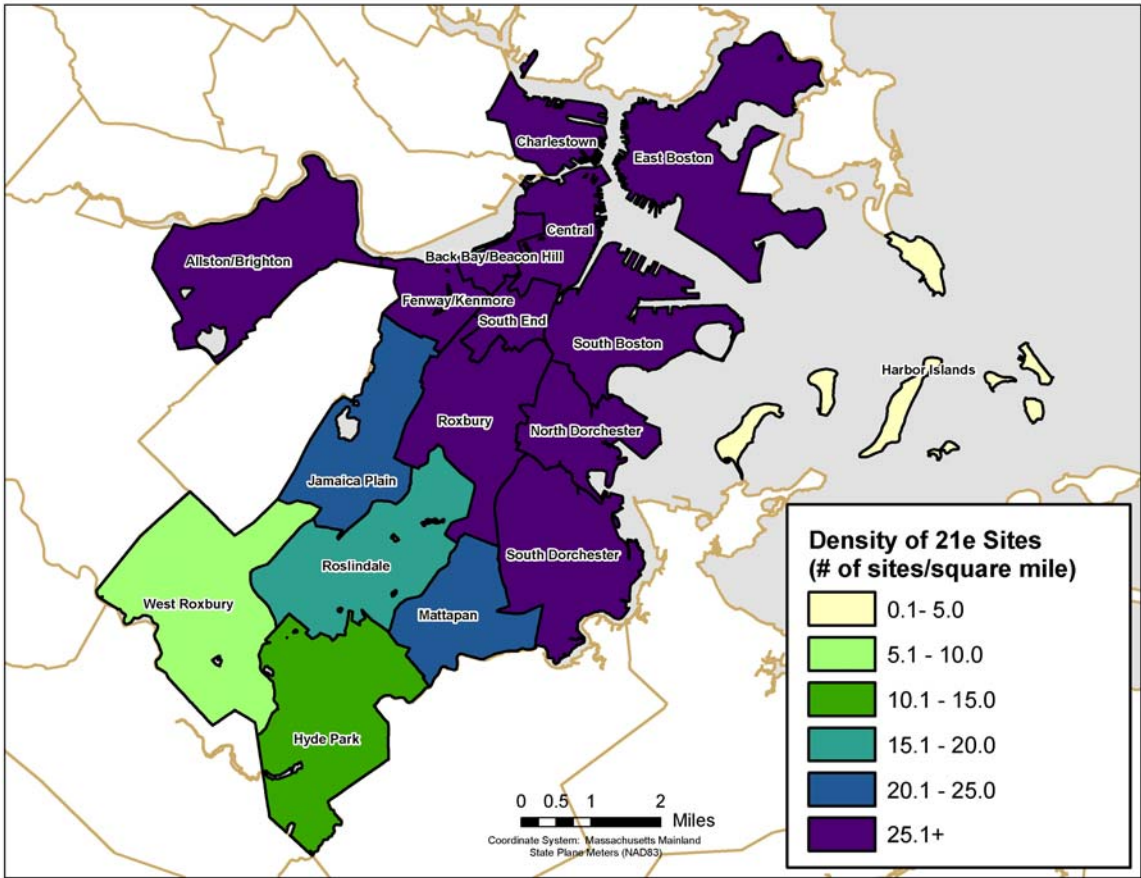 Charlestown
East Boston
Central
Allston/Brighton
Back Bay/Beacon Hill
Fenway/Kenmore
South End
South Boston
Harbor Islands
Roxbury
North Dorchester
Jamaica Plain
South Dorchester
Roslindale
West Roxbury
Mattapan
Hyde Park
Density of 21e Sites
(# of sites/square mile)
0.1- 5.0
5.1 - 10.0
10.1 - 15.0
15.1 - 20.0
20.1 - 25.0
25.1+
0 0.5 1 2
Miles
Coordinate System: Massachusetts Mainland
State Plane Meters (NAD83)